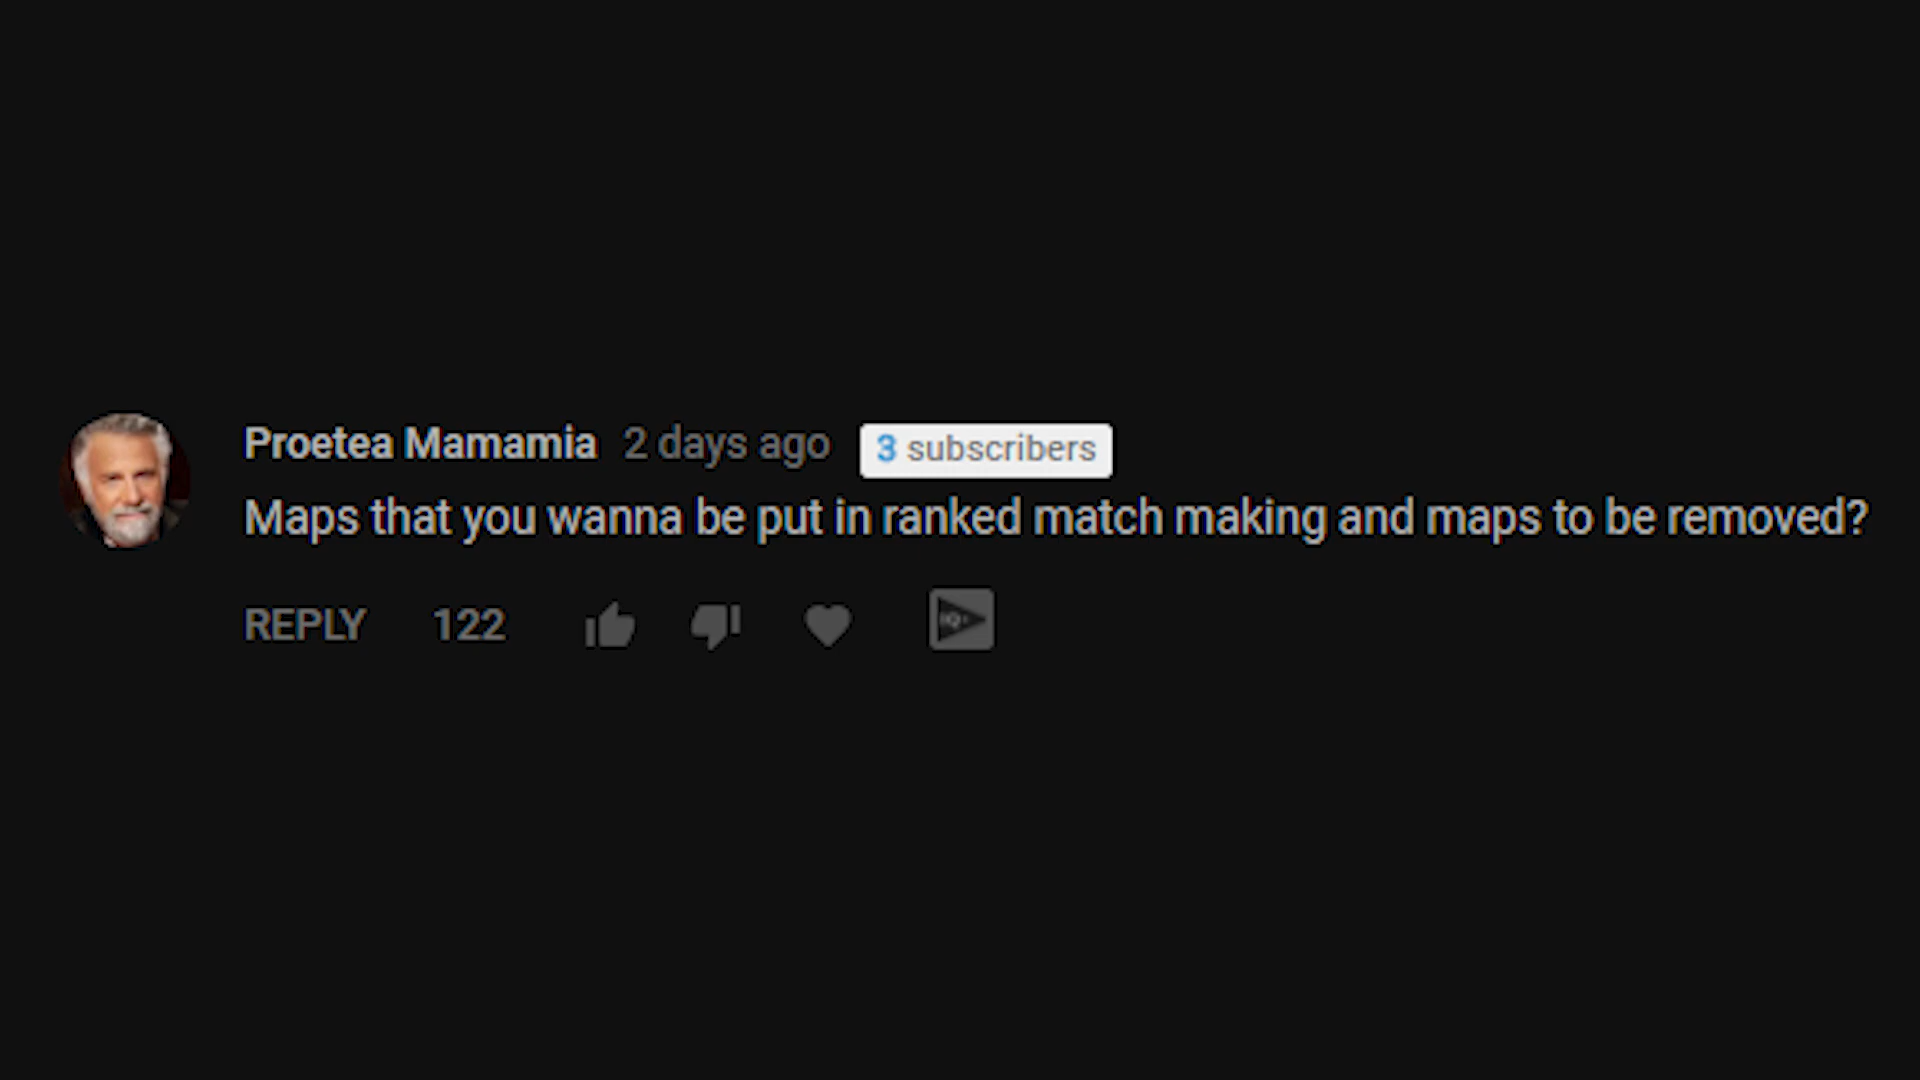 Proetea Mamamia 2 days ago 3 subscribers
Maps that you wanna be put in ranked match making and maps to be removed?
REPLY 122